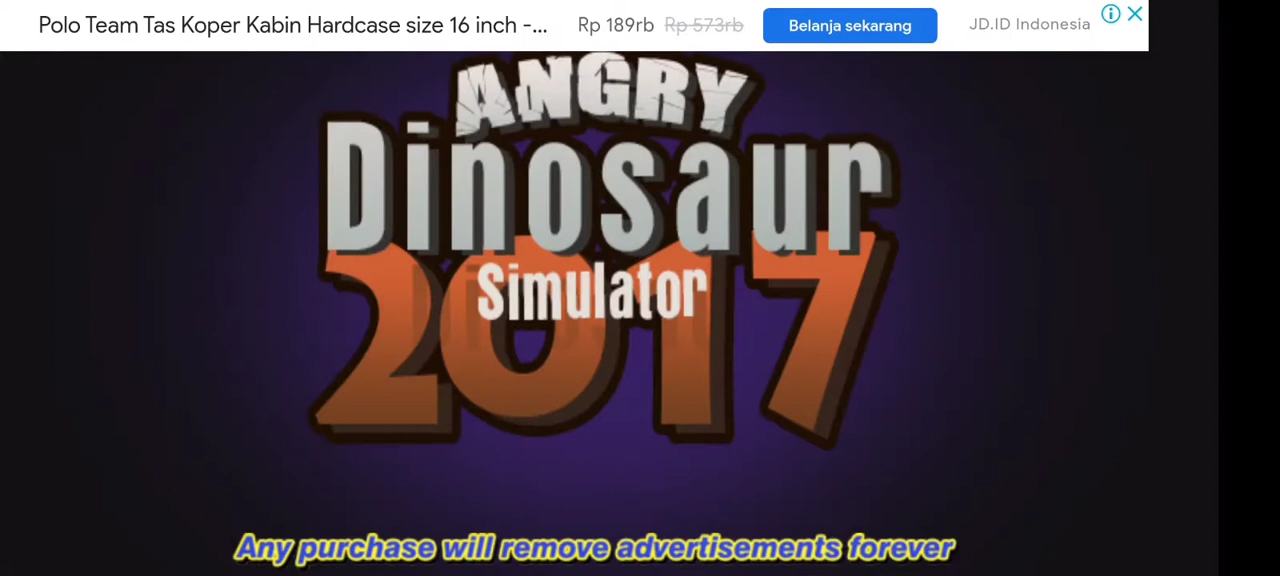 Polo Team Tas Koper Kabin Hardcase size 16 inch -... Rp 189rb Rp 573rb Belanja sekarang JD.ID Indonesia
ANGRY
Dinosaur
Simulator
2017
Any purchase will remove advertisements forever